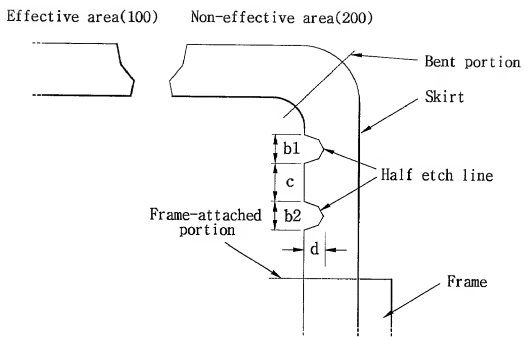 Effective area(100) Non-effective area(200)
Bent portion
Skirt
b1
c
Half etch line
b2
Frame-attached
portion
d
Frame